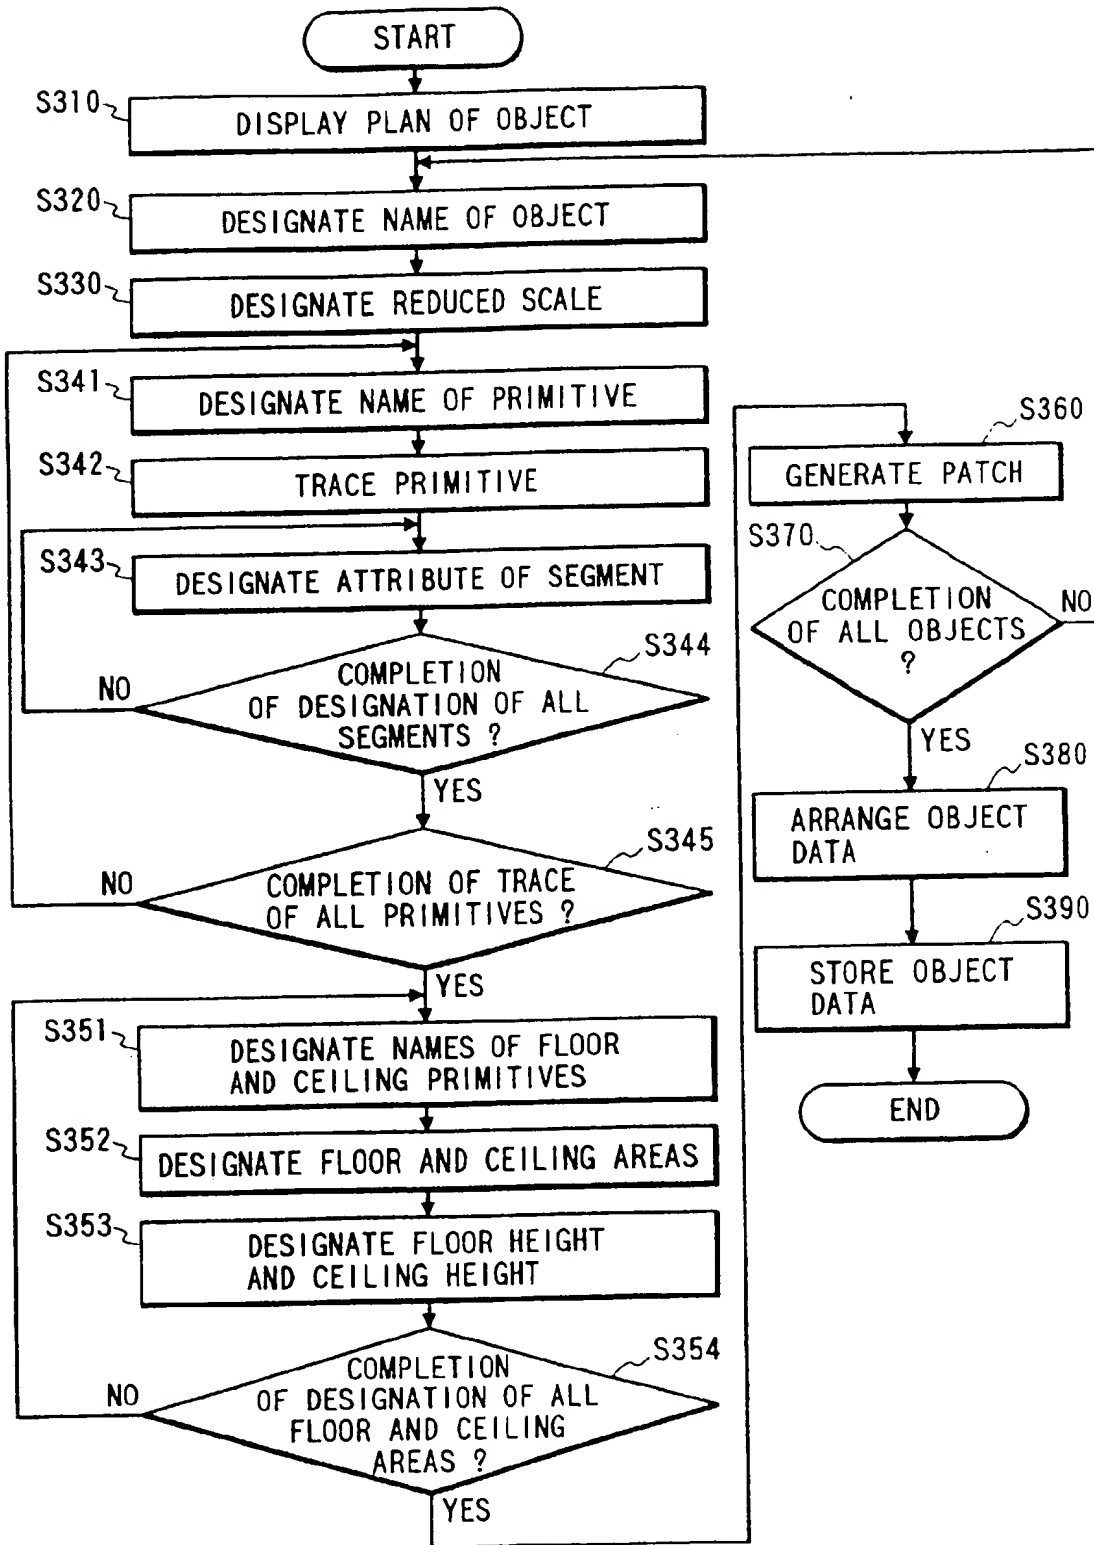 START
S310
DISPLAY PLAN OF OBJECT
S320
DESIGNATE NAME OF OBJECT
S330
DESIGNATE REDUCED SCALE
S341
DESIGNATE NAME OF PRIMITIVE
S342
TRACE PRIMITIVE
S343
DESIGNATE ATTRIBUTE OF SEGMENT
S344
COMPLETION
OF DESIGNATION OF ALL
SEGMENTS ?
NO
YES
S345
COMPLETION OF TRACE
OF ALL PRIMITIVES ?
NO
YES
S351
DESIGNATE NAMES OF FLOOR
AND CEILING PRIMITIVES
S352
DESIGNATE FLOOR AND CEILING AREAS
S353
DESIGNATE FLOOR HEIGHT
AND CEILING HEIGHT
S354
COMPLETION
OF DESIGNATION OF ALL
FLOOR AND CEILING
AREAS ?
NO
YES
S360
GENERATE PATCH
S370
COMPLETION
OF ALL OBJECTS
?
NO
YES
S380
ARRANGE OBJECT
DATA
S390
STORE OBJECT
DATA
END